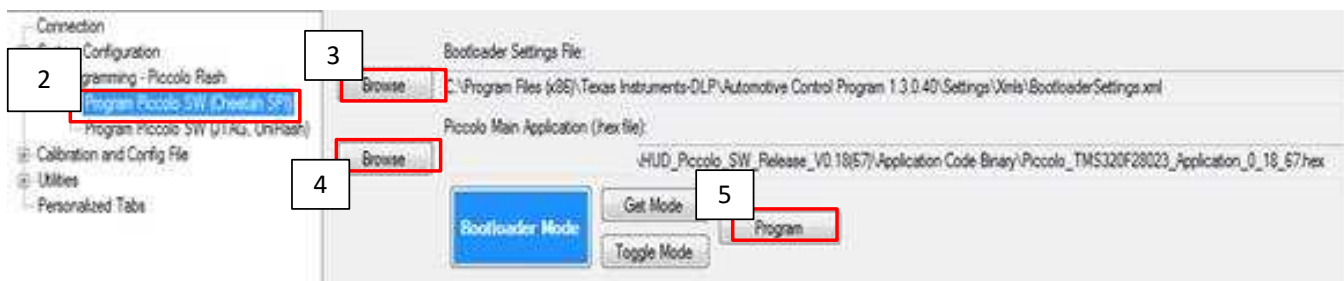 Connection
Configuration
2
gramming - Piccolo Flash
Program Piccolo SW (Cheetah SPI)
Program Piccolo SW (JTAG, UniFlash)
Calibration and Config File
Utilities
Personalized Tabs
3
Bootloader Settings File:
Browse
C:\Program Files (x86)\Texas Instruments-DLP\Automotive Control Program 1.3.0.40\Settings\Xmls\BootloaderSettings.xml
Piccolo Main Application (.hex file):
Browse
\HUD_Piccolo_SW_Release_V0.18(67)\Application Code Binary\Piccolo_TMS320F28023_Application_0_18_67.hex
4
Bootloader Mode
Get Mode
5
Program
Toggle Mode